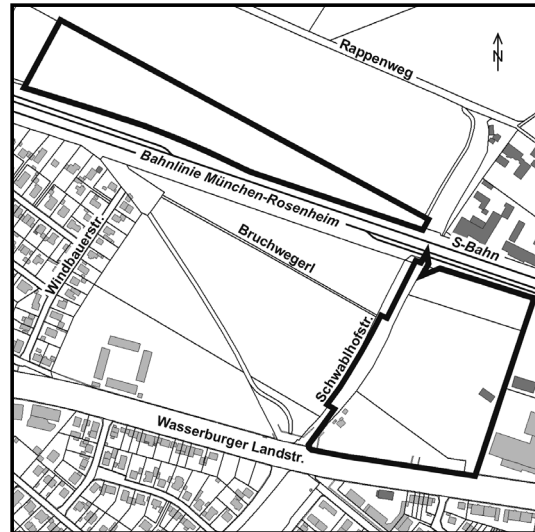 Rappenweg
N
Bahnlinie München-Rosenheim
S-Bahn
Bruchwegerl
Windbauerstr.
Schwablhofstr.
Wasserburger Landstr.